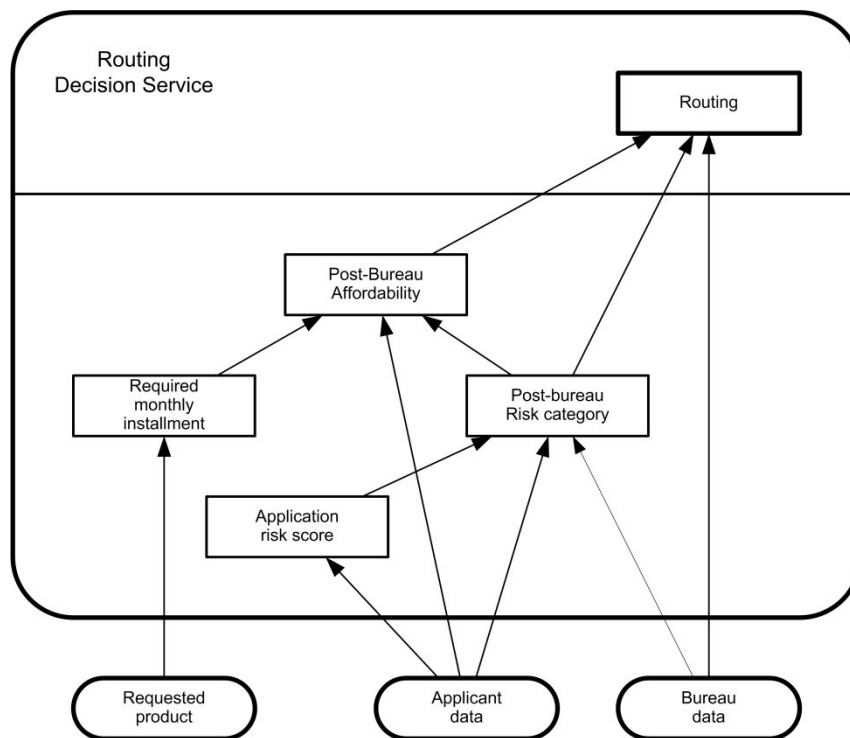 Routing
Decision Service
Routing
Post-Bureau
Affordability
Required
monthly
installment
Post-bureau
Risk category
Application
risk score
Requested
product
Applicant
data
Bureau
data